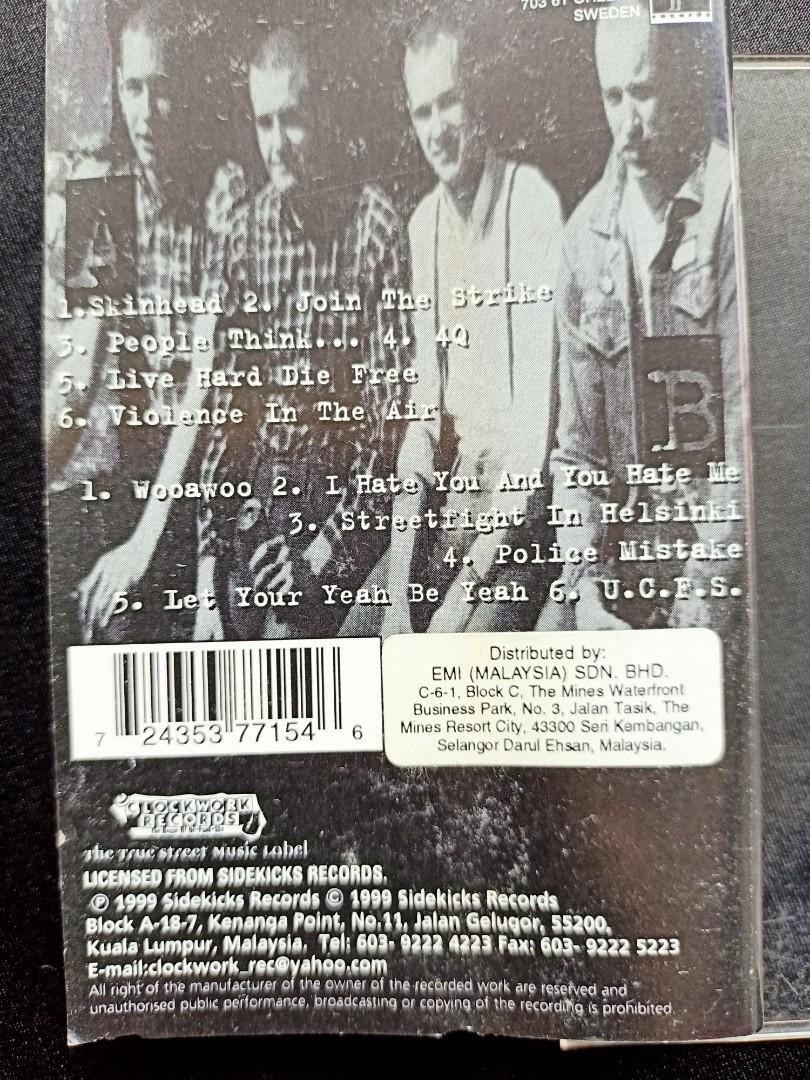 703 61
SWEDEN
A
1.Skinhead 2. Join The Strike
3. People Think... 4. 4Q
5. Live Hard Die Free
6. Violence In The Air
B
1. Wooawoo 2. I Hate You And You Hate Me
3. Streetfight In Helsinki
4. Police Mistake
5. Let Your Yeah Be Yeah 6. U.C.F.S.
7 24353 77154 6
Distributed by:
EMI (MALAYSIA) SDN. BHD.
C-6-1, Block C, The Mines Waterfront
Business Park, No. 3, Jalan Tasik, The
Mines Resort City, 43300 Seri Kembangan,
Selangor Darul Ehsan, Malaysia.
CLOCKWORK
RECORDS
The True Street Music Label
LICENSED FROM SIDEKICKS RECORDS.
℗ 1999 Sidekicks Records © 1999 Sidekicks Records
Block A-18-7, Kenanga Point, No.11, Jalan Gelugor, 55200,
Kuala Lumpur, Malaysia. Tel: 603- 9222 4223 Fax: 603- 9222 5223
E-mail:clockwork_rec@yahoo.com
All right of the manufacturer of the owner of the recorded work are reserved and
unauthorised public performance, broadcasting or copying of the recording is prohibited.